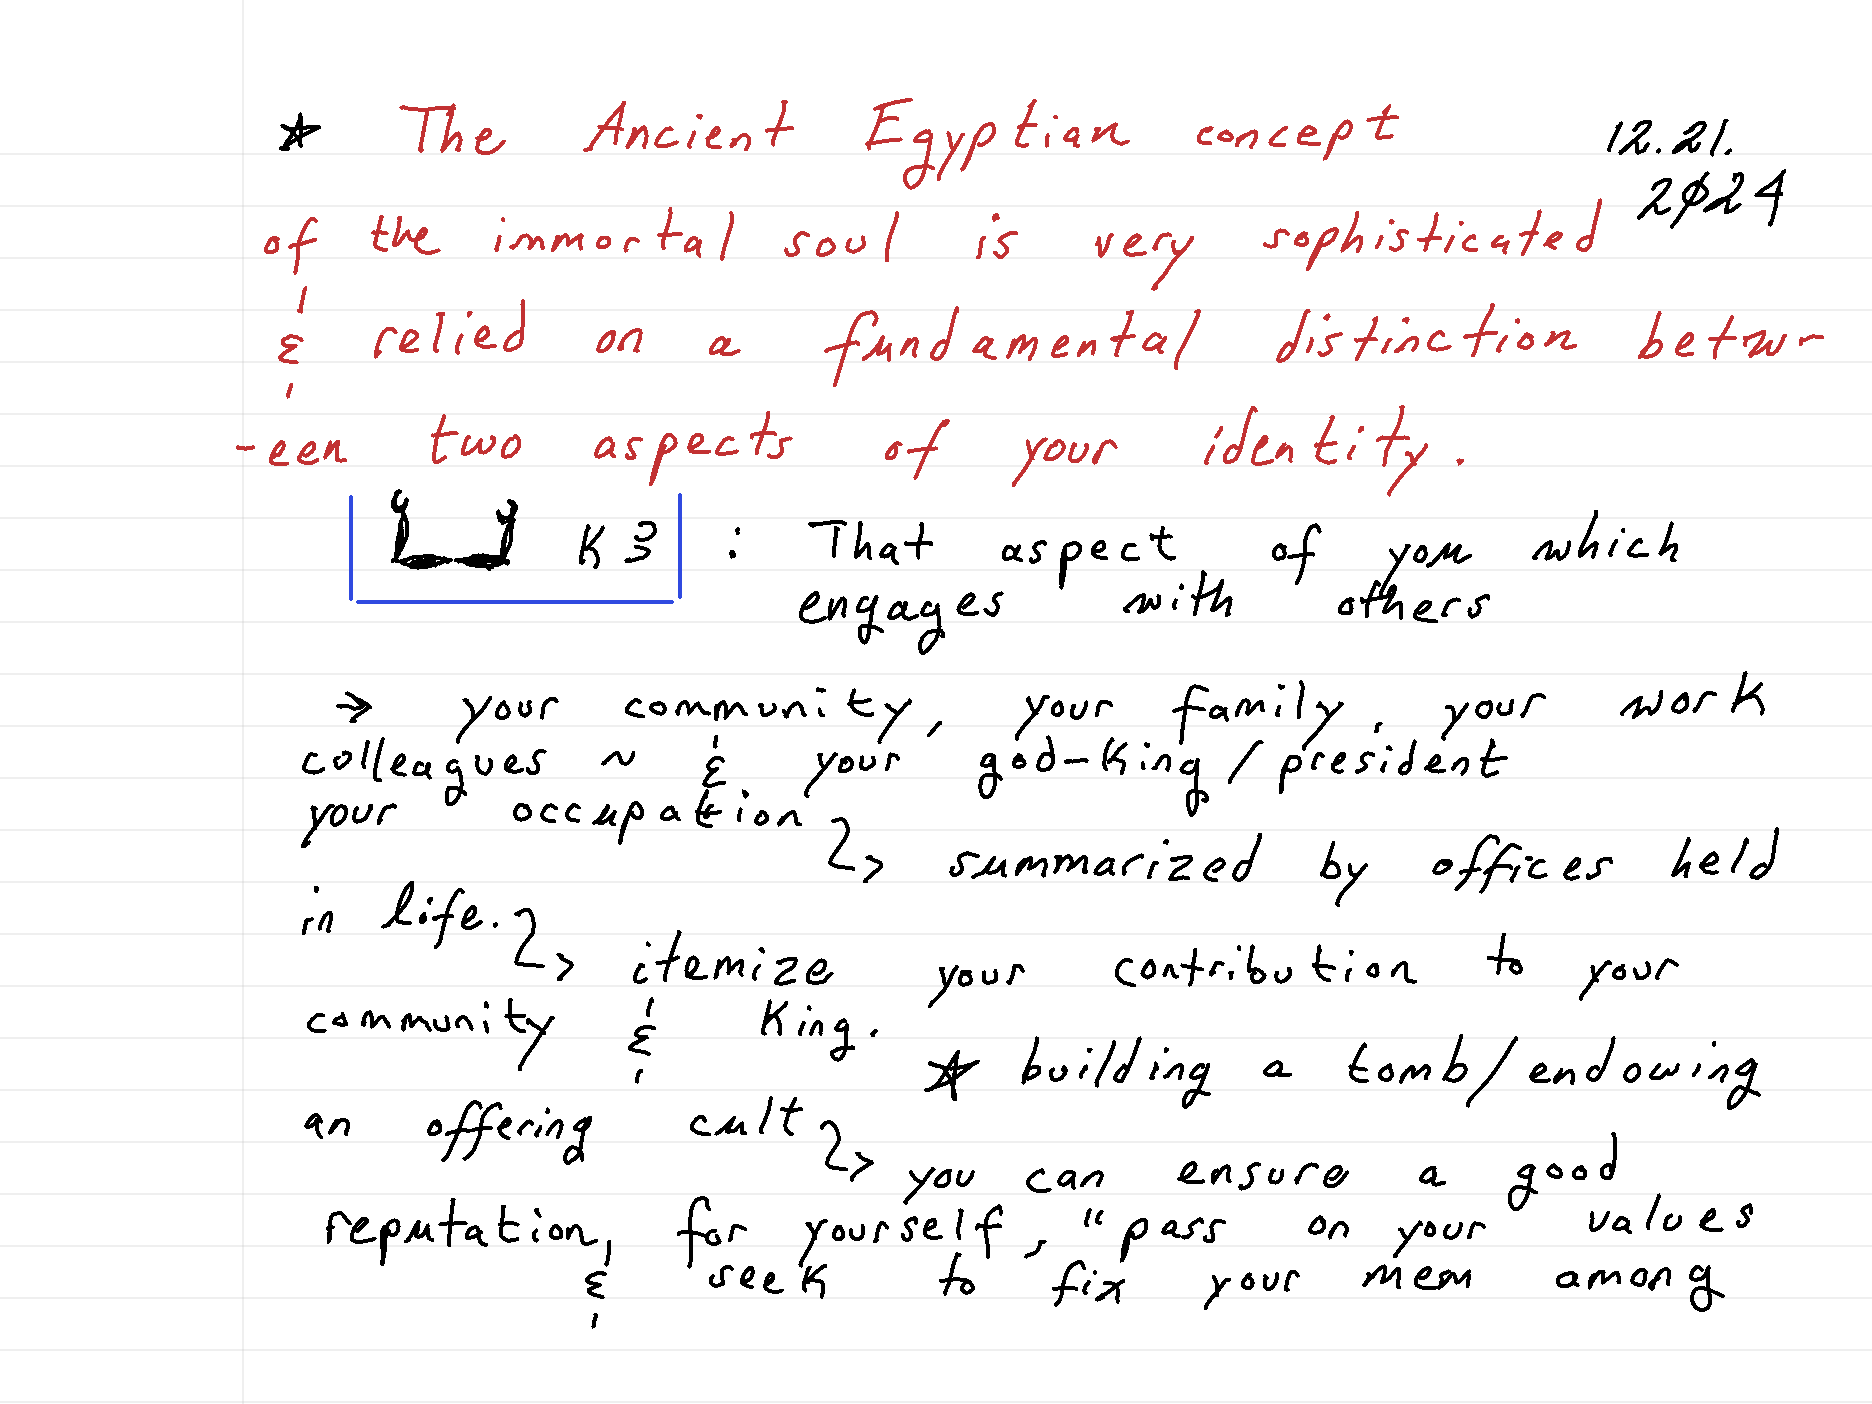 ☆ The Ancient Egyptian concept
12.21.
2024
of the immortal soul is very sophisticated
& relied on a fundamental distinction betw-
-een two aspects of your identity.
𓂓 Kꜣ : That aspect of you which
engages with others
→ your community, your family, your work
colleagues ~ & your god-King/president
your occupation ↳ summarized by offices held
in life. ↳ itemize your contribution to your
community & King.
☆ building a tomb/endowing
an offering cult ↳ you can ensure a good
reputation, for yourself, "pass on your values
& seek to fix your mem among